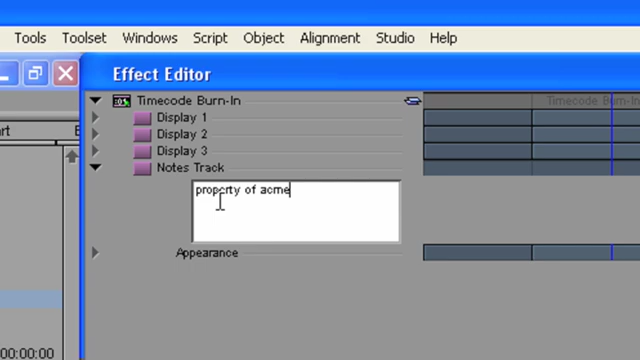 Tools Toolset Windows Script Object Alignment Studio Help
Effect Editor
Timecode Burn-In
Timecode Burn-In
Display 1
Display 2
Display 3
Notes Track
property of acme
Appearance
00:00:00